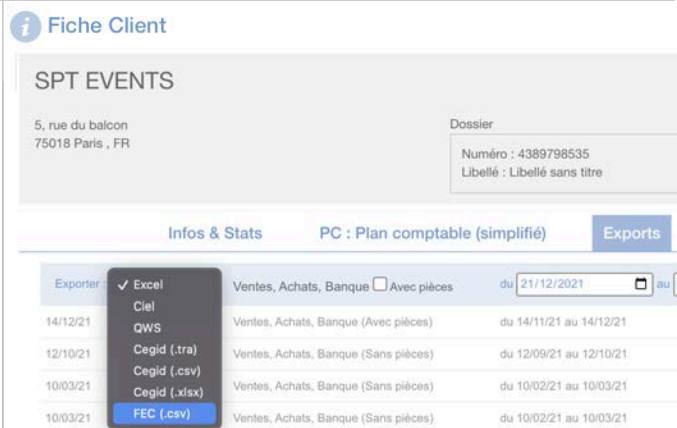 Fiche Client
SPT EVENTS
5, rue du balcon
75018 Paris , FR
Dossier
Numéro : 4389798535
Libellé : Libellé sans titre
Infos & Stats PC : Plan comptable (simplifié) Exports
Exporter : ✓ Excel Ventes, Achats, Banque Avec pièces du 21/12/2021 au
Ciel
14/12/21 Ventes, Achats, Banque (Avec pièces) du 14/11/21 au 14/12/21
QWS
Cegid (.tra)
12/10/21 Ventes, Achats, Banque (Sans pièces) du 12/09/21 au 12/10/21
Cegid (.csv)
10/03/21 Ventes, Achats, Banque (Sans pièces) du 10/02/21 au 10/03/21
Cegid (.xlsx)
10/03/21 FEC (.csv) Ventes, Achats, Banque (Sans pièces) du 10/02/21 au 10/03/21